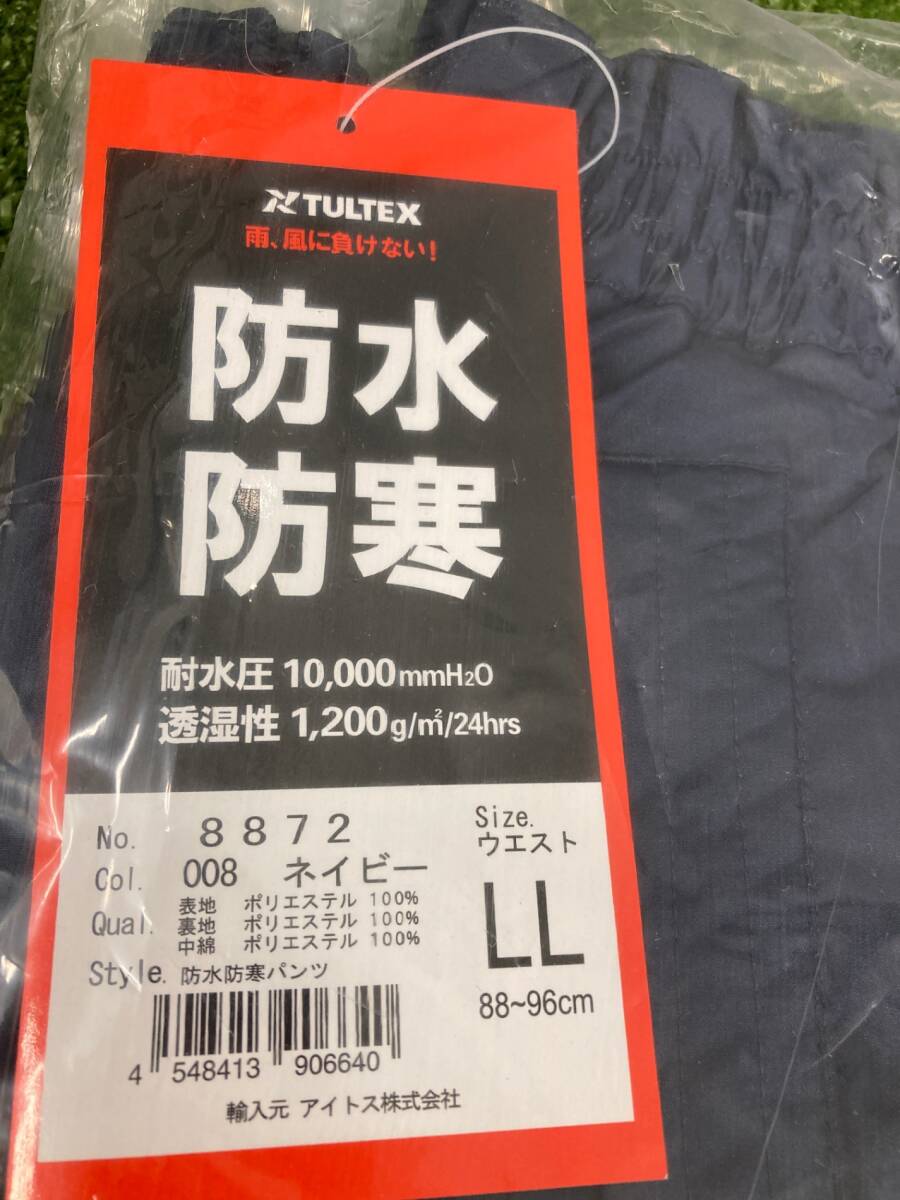 TULTEX
雨、風に負けない!
防水
防寒
耐水圧 10,000mmH₂O
透湿性 1,200g/㎡/24hrs
No. 8872
Col. 008 ネイビー
Qual. 表地 ポリエステル 100%
裏地 ポリエステル 100%
中綿 ポリエステル 100%
Style. 防水防寒パンツ
Size.
ウエスト
LL
88~96cm
4 548413 906640
輸入元 アイトス株式会社